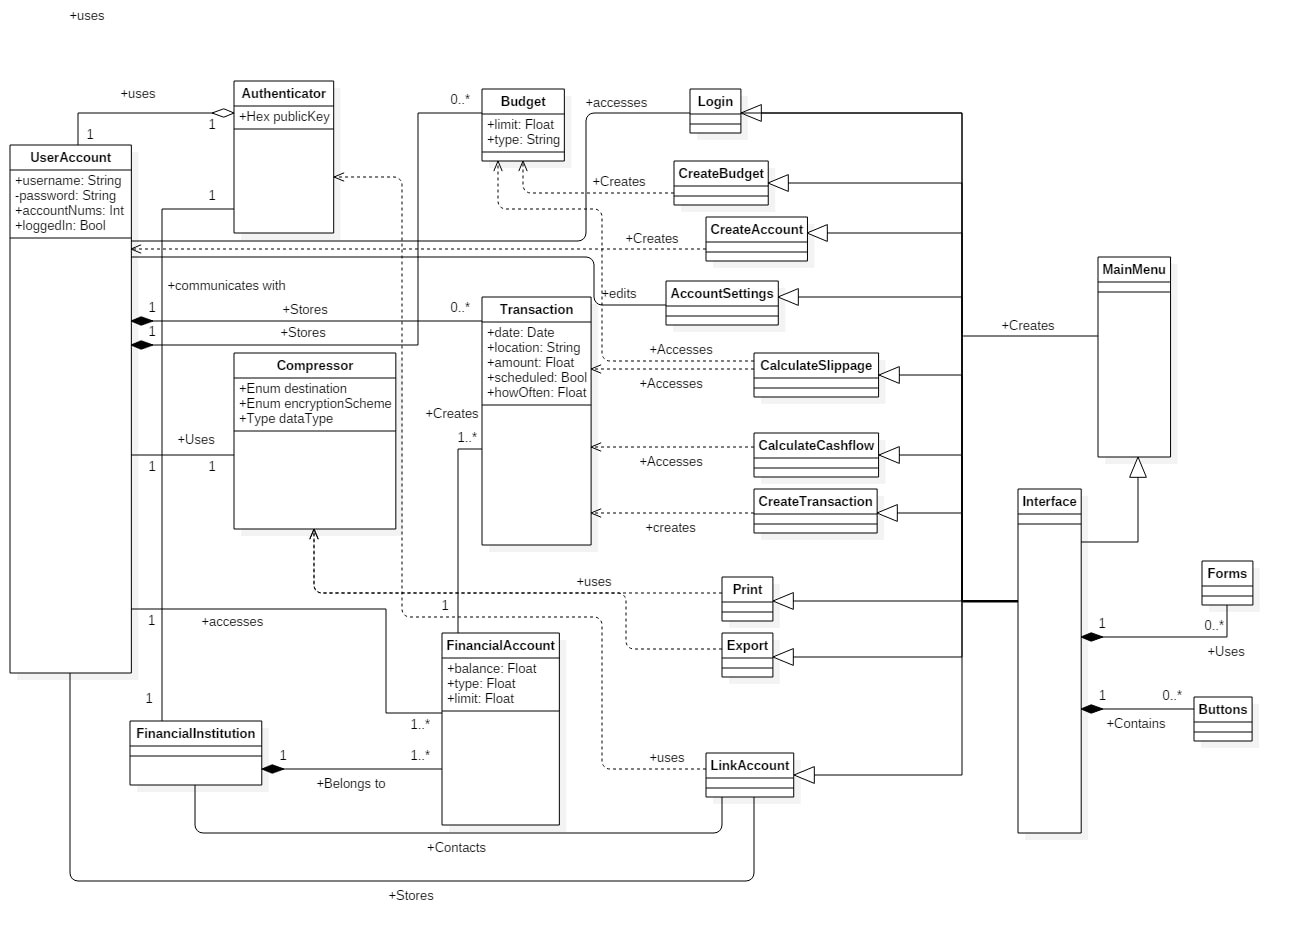 +uses
+uses
1
1
Authenticator
+Hex publicKey
1
UserAccount
+username: String
-password: String
+accountNums: Int
+loggedIn: Bool
0..*
Budget
+limit: Float
+type: String
+accesses
Login
+Creates
CreateBudget
+Creates
CreateAccount
+communicates with
+edits
AccountSettings
MainMenu
+Creates
1
+Stores
0..*
1
+Stores
Transaction
+date: Date
+location: String
+amount: Float
+scheduled: Bool
+howOften: Float
Compressor
+Enum destination
+Enum encryptionScheme
+Type dataType
+Accesses
+Accesses
CalculateSlippage
+Creates
1..*
+Uses
1
1
+Accesses
CalculateCashflow
+creates
CreateTransaction
Interface
+uses
Print
Export
Forms
1
0..*
+Uses
1
0..*
+Contains
Buttons
1
+accesses
1
FinancialAccount
+balance: Float
+type: Float
+limit: Float
1
1..*
FinancialInstitution
1
1..*
+Belongs to
+uses
LinkAccount
+Contacts
+Stores